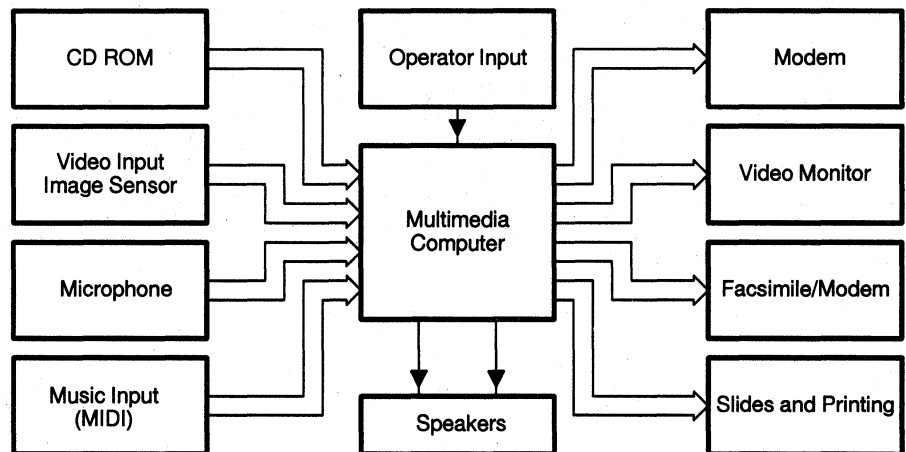 CD ROM
Operator Input
Modem
Video Input
Image Sensor
Video Monitor
Multimedia
Computer
Microphone
Facsimile/Modem
Music Input
(MIDI)
Speakers
Slides and Printing